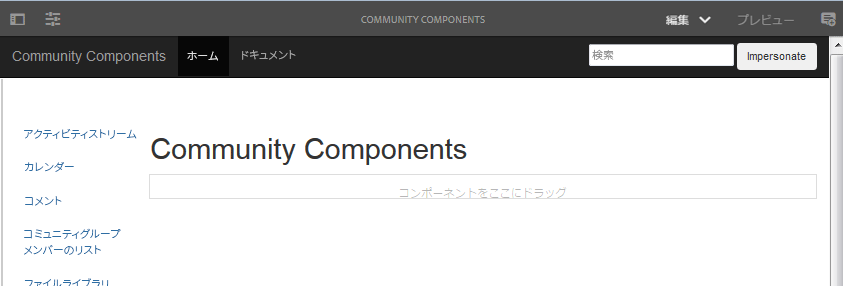 COMMUNITY COMPONENTS
編集
プレビュー
Community Components
ホーム
ドキュメント
検索
Impersonate
アクティビティストリーム
カレンダー
コメント
コミュニティグループ
メンバーのリスト
ファイルライブラリ
Community Components
コンポーネントをここにドラッグ